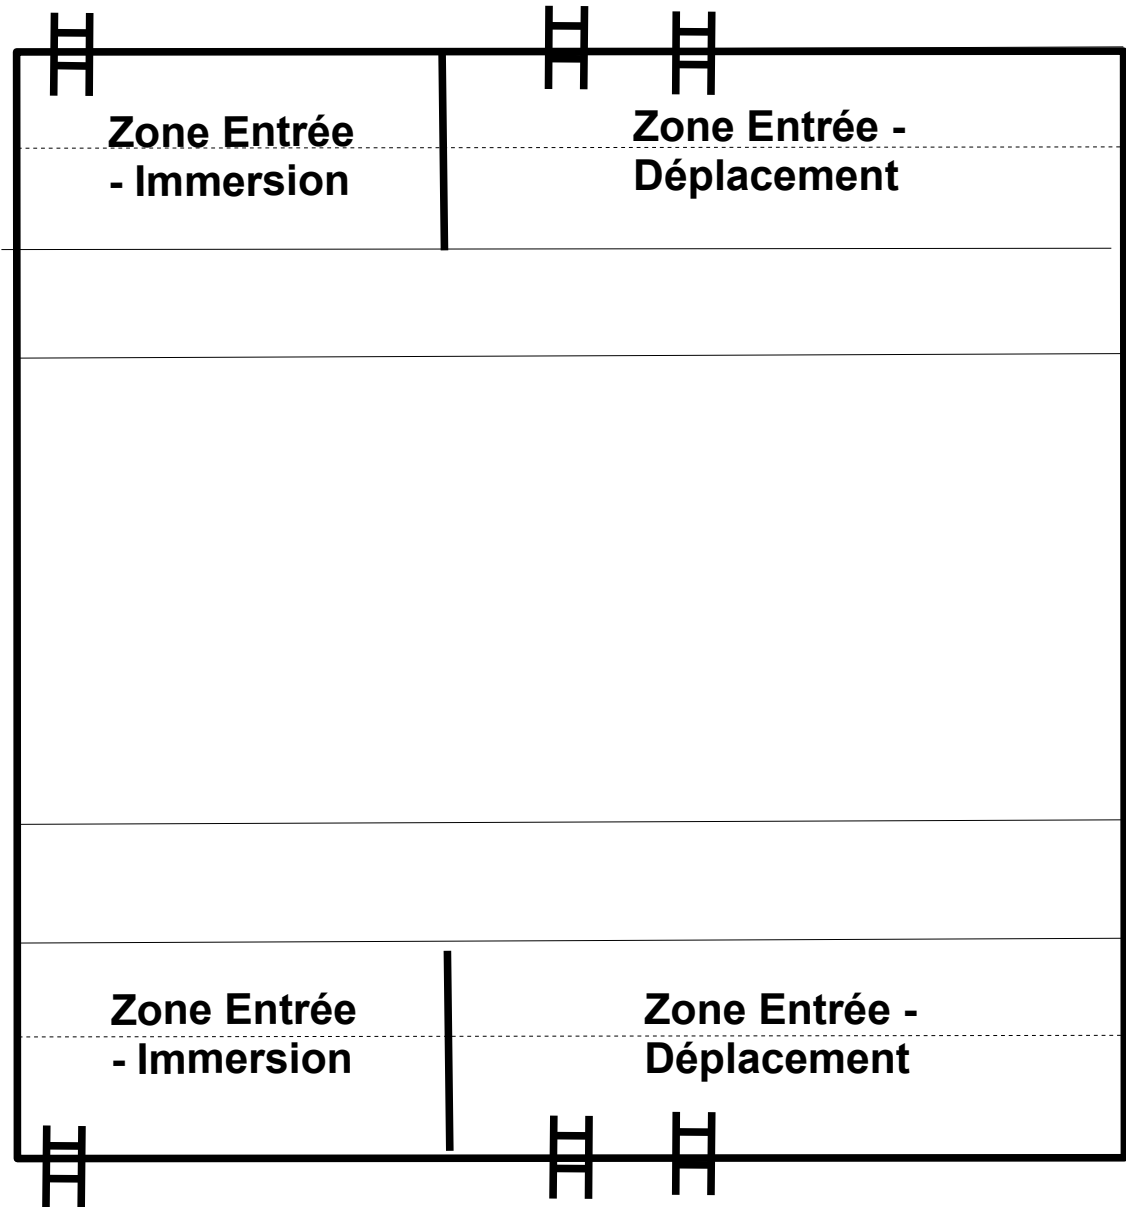 Zone Entrée
- Immersion
Zone Entrée -
Déplacement
Zone Entrée
- Immersion
Zone Entrée -
Déplacement